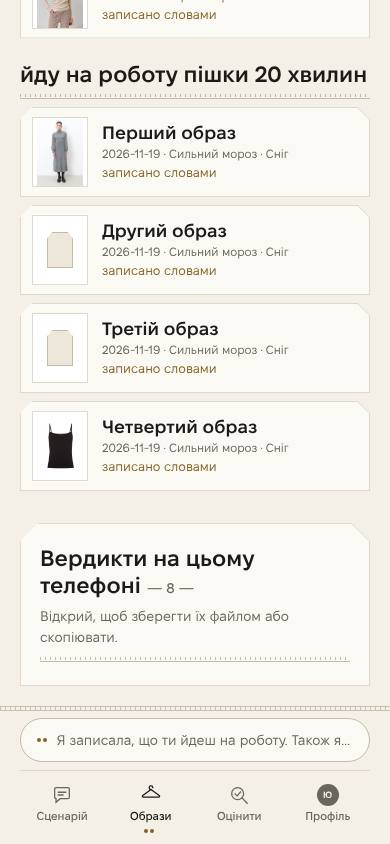 записано словами
йду на роботу пішки 20 хвилин
Перший образ
2026-11-19 · Сильний мороз · Сніг
записано словами
Другий образ
2026-11-19 · Сильний мороз · Сніг
записано словами
Третій образ
2026-11-19 · Сильний мороз · Сніг
записано словами
Четвертий образ
2026-11-19 · Сильний мороз · Сніг
записано словами
Вердикти на цьому
телефоні — 8 —
Відкрий, щоб зберегти їх файлом або
скопіювати.
Я записала, що ти йдеш на роботу. Також я...
Сценарій Образи Оцінити Ю Профіль